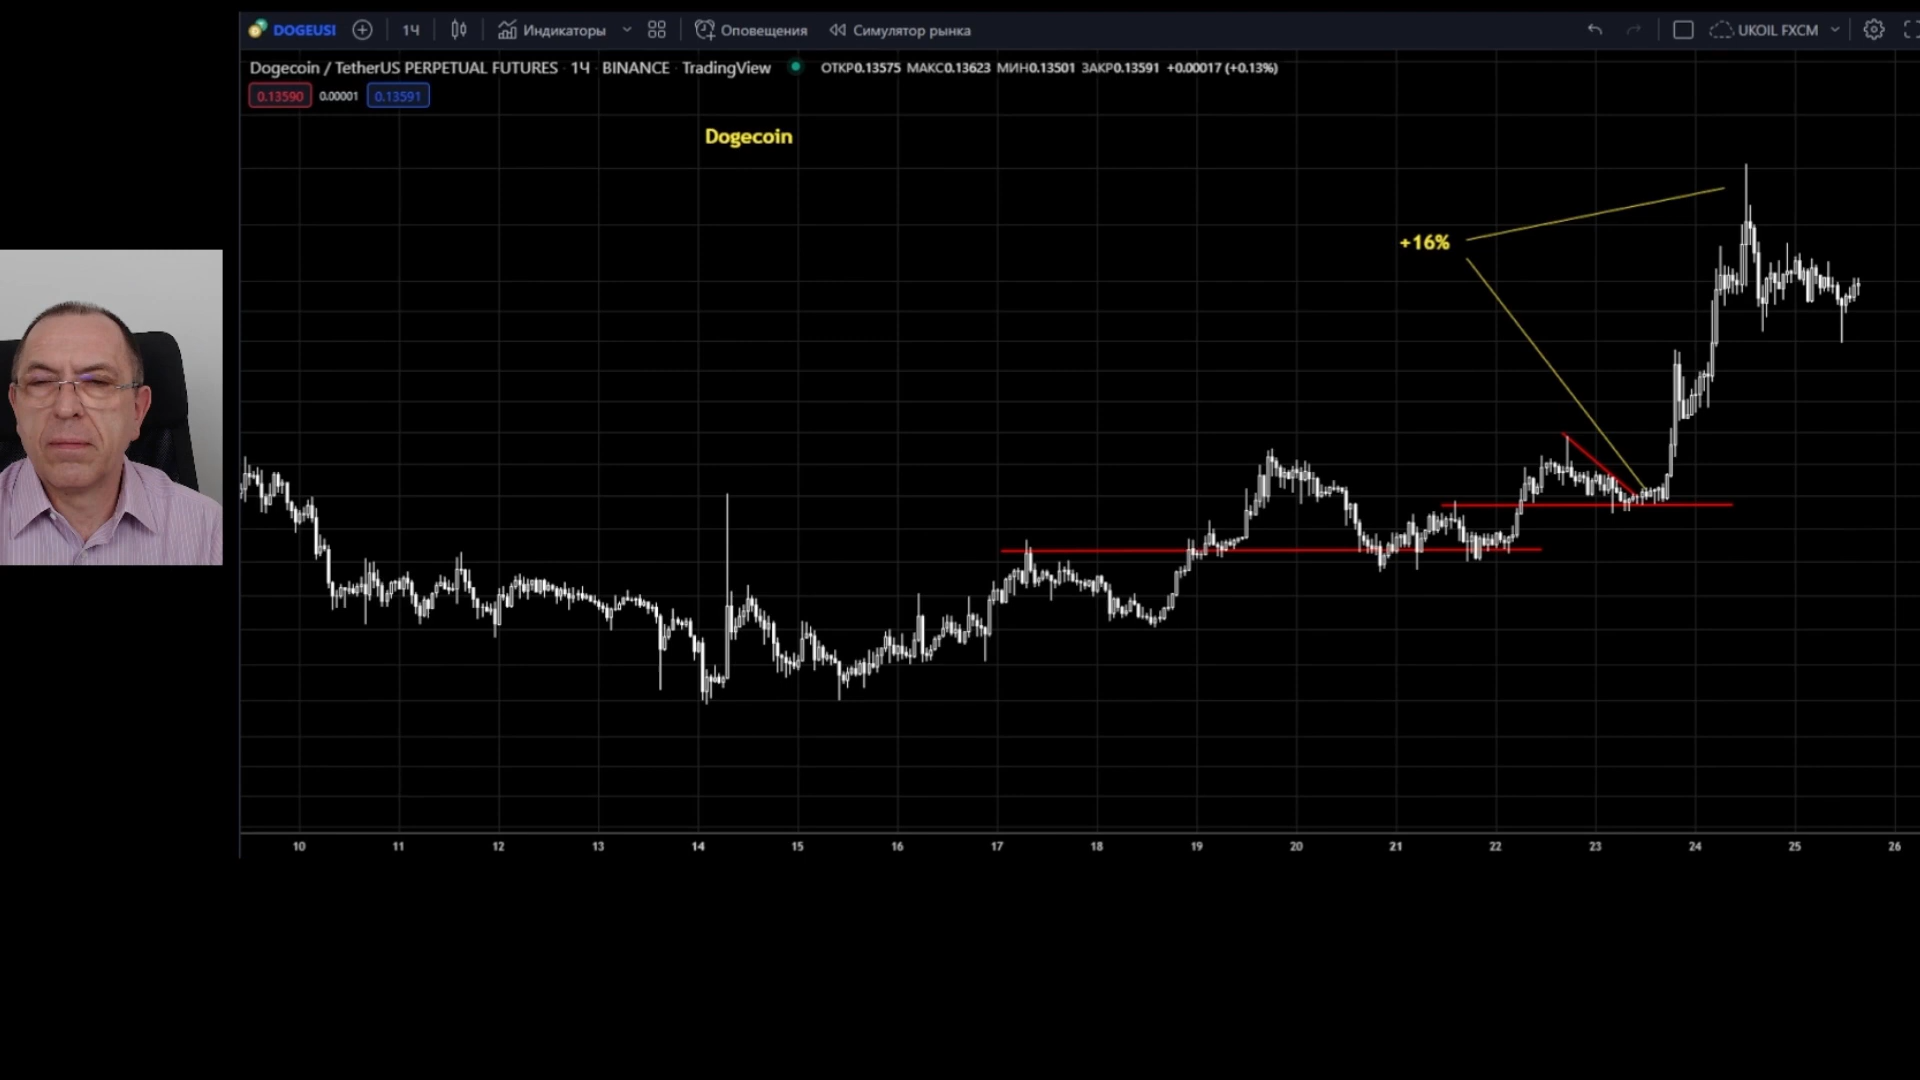 DOGEUSI 1Ч Индикаторы Оповещения Симулятор рынка UKOIL FXCM
Dogecoin / TetherUS PERPETUAL FUTURES · 1Ч · BINANCE · TradingView ОТКР0.13575 МАКС0.13623 МИН0.13501 ЗАКР0.13591 +0.00017 (+0.13%)
0.13590 0.00001 0.13591
Dogecoin
+16%
10 11 12 13 14 15 16 17 18 19 20 21 22 23 24 25 26